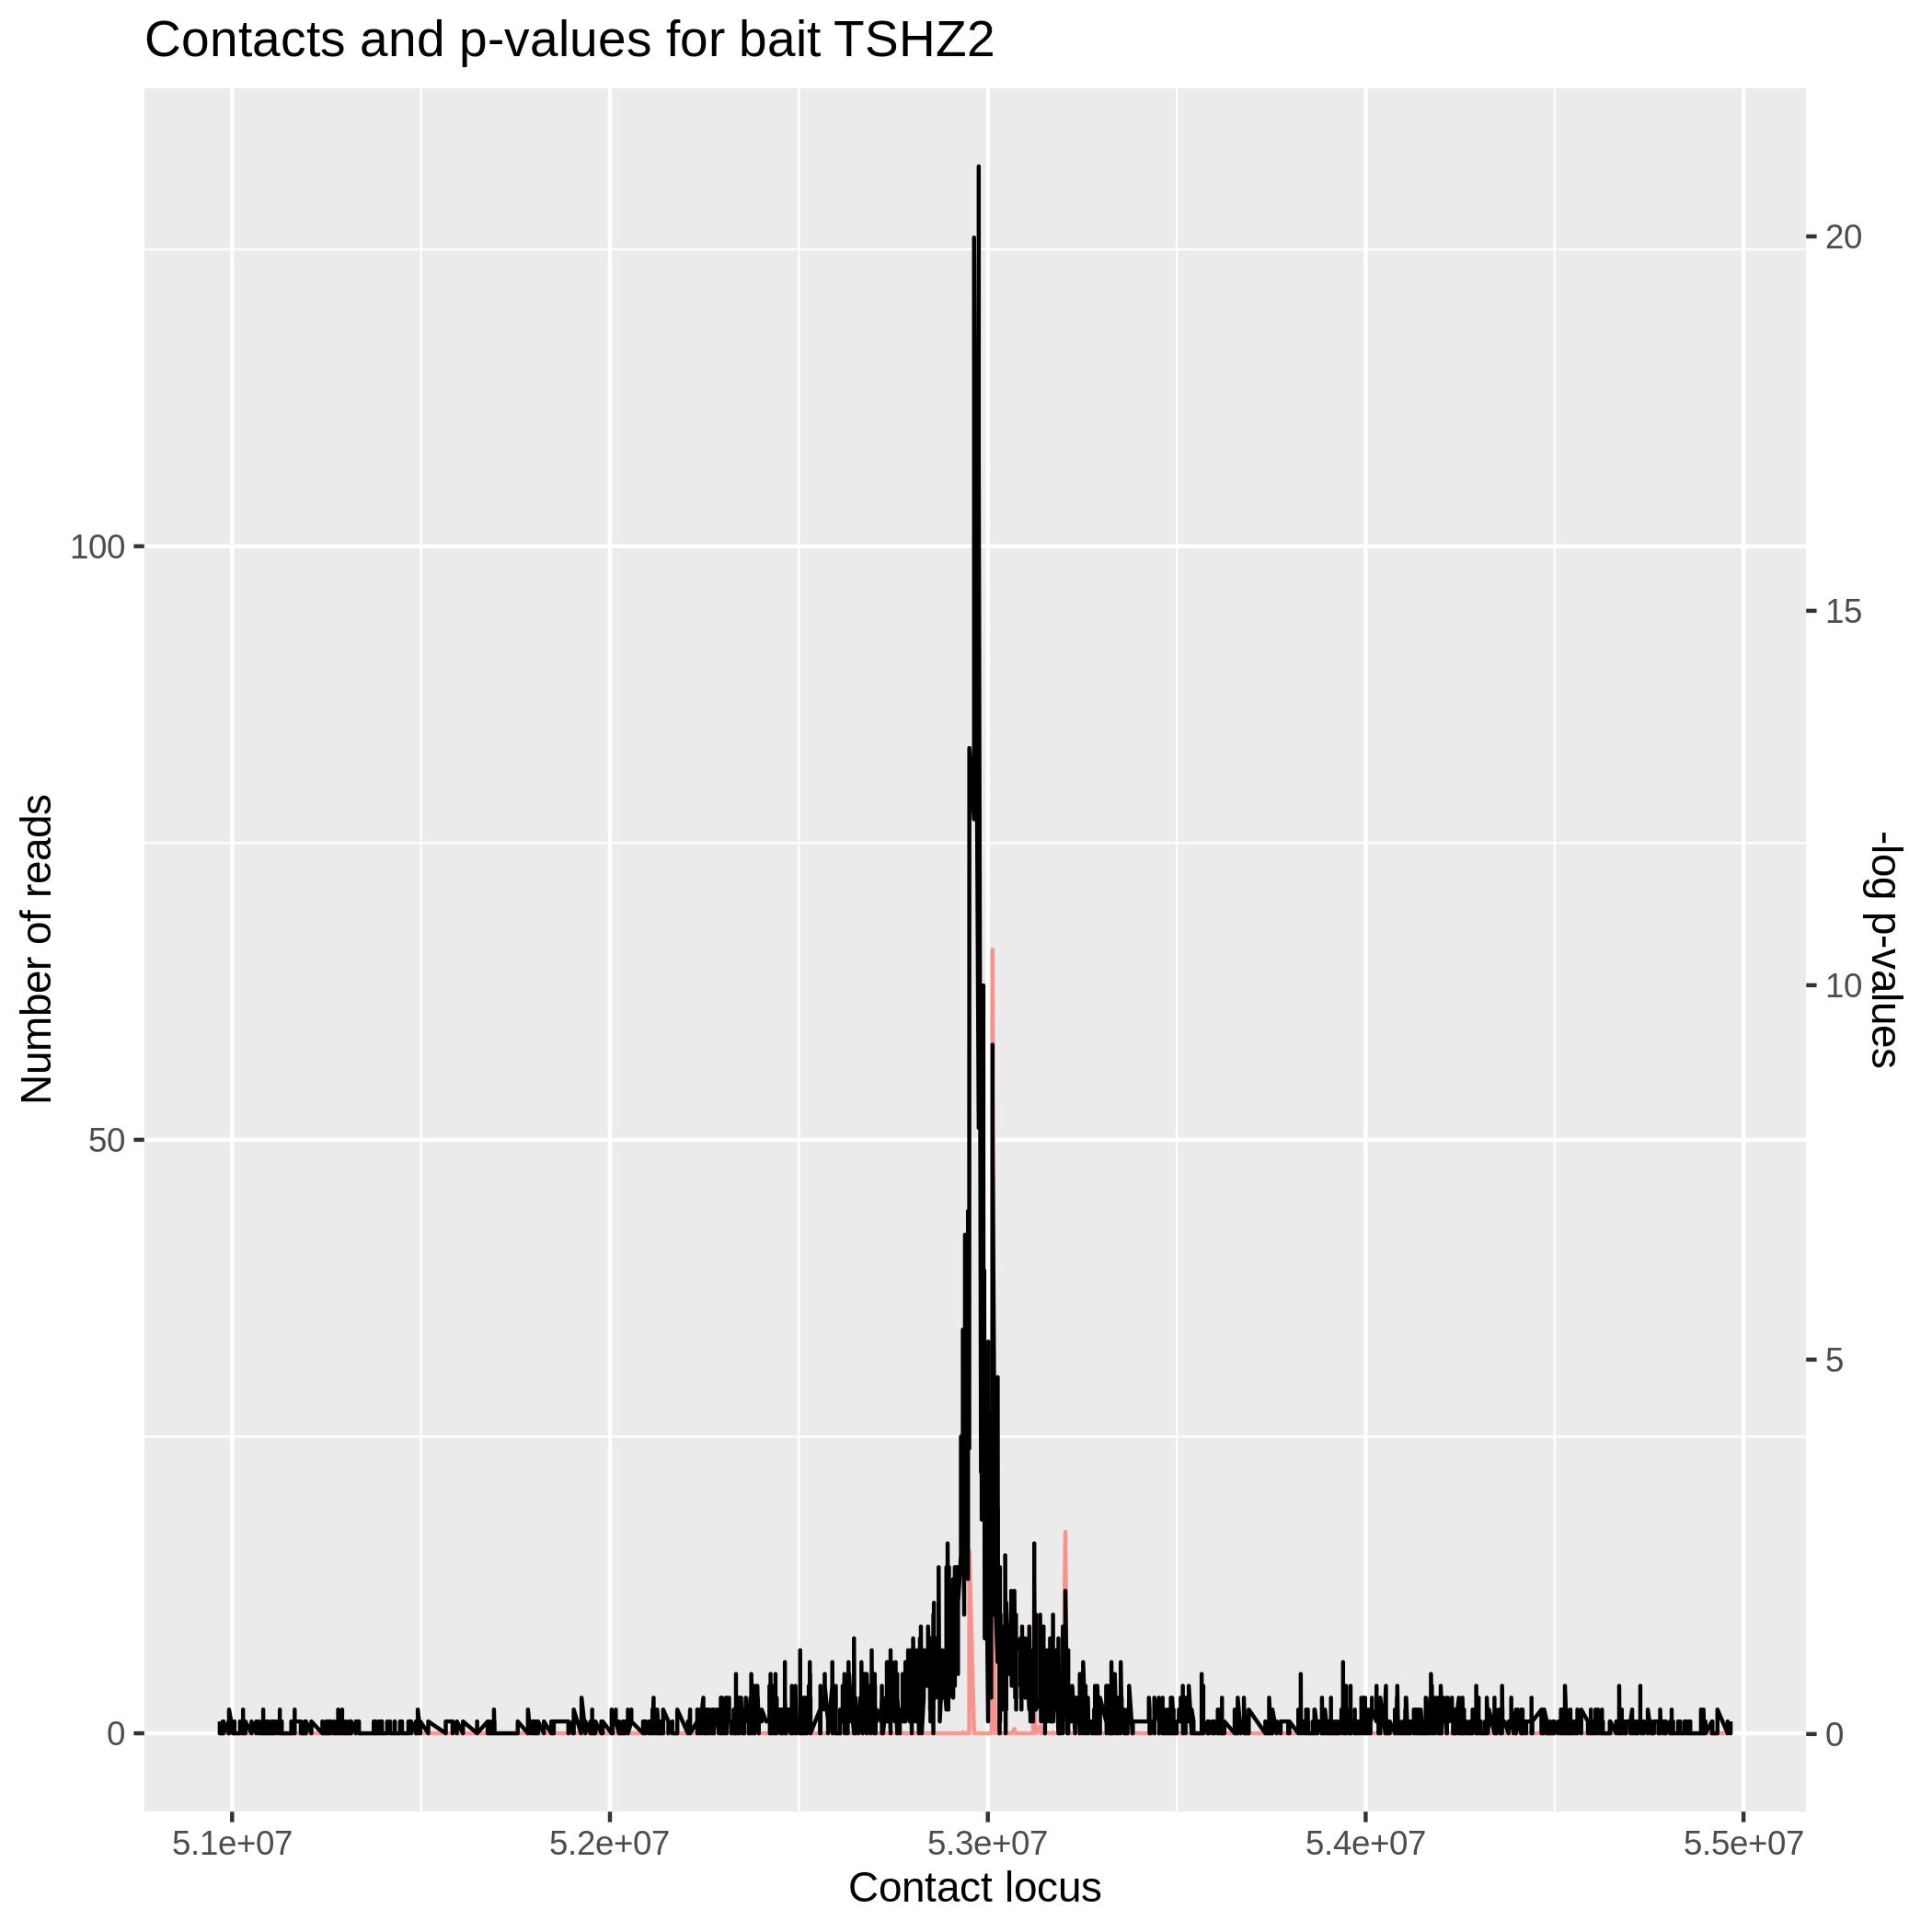 Contacts and p-values for bait TSHZ2
Number of reads
100
50
0
20
15
10
5
0
-log p-values
5.1e+07
5.2e+07
5.3e+07
5.4e+07
5.5e+07
Contact locus